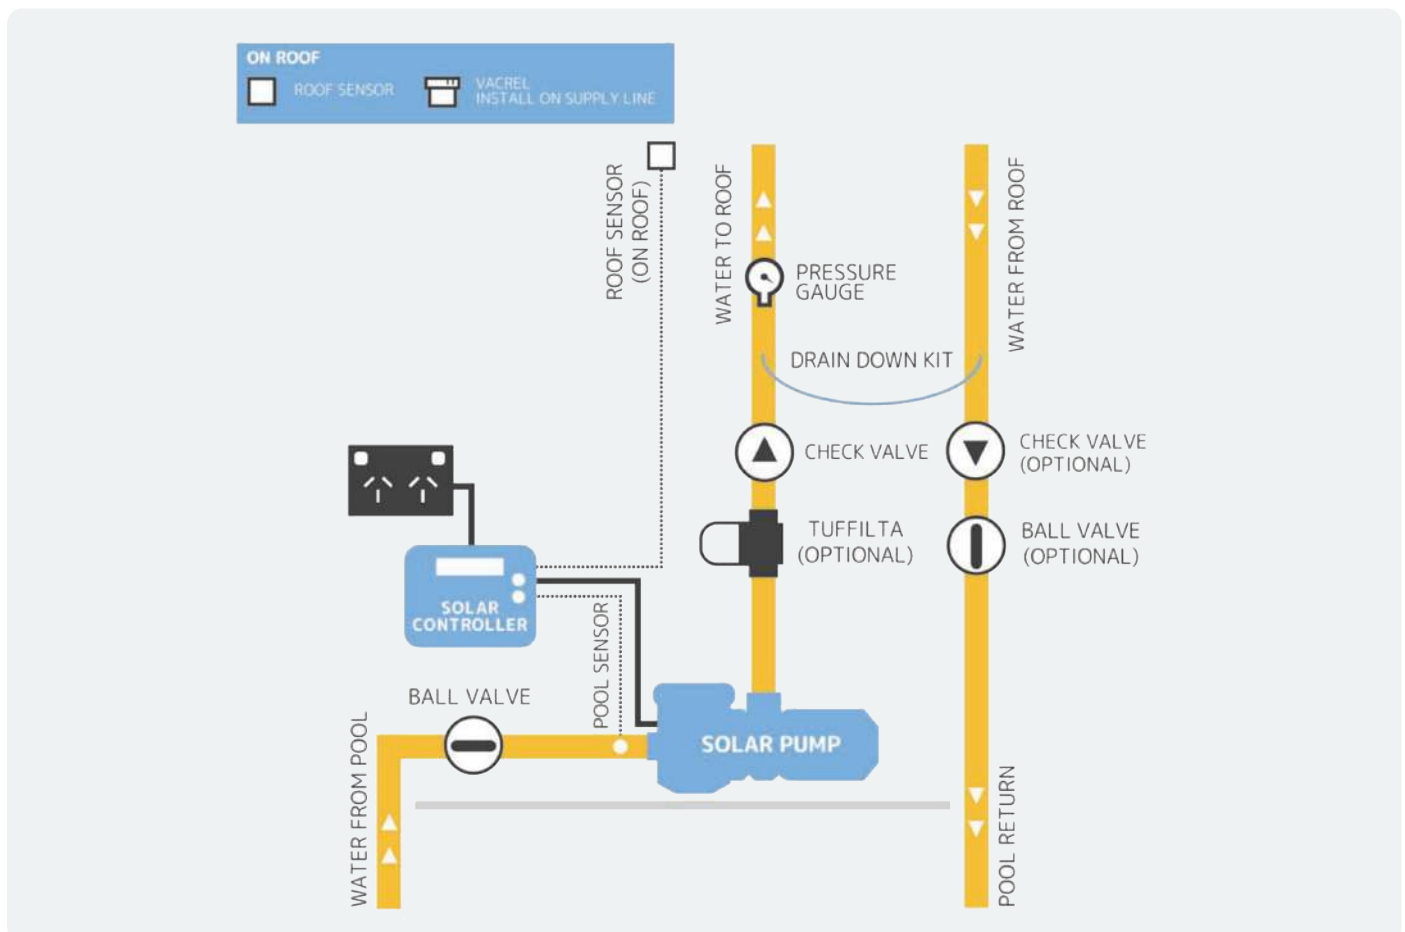 ON ROOF
ROOF SENSOR
VACREL
INSTALL ON SUPPLY LINE
ROOF SENSOR
(ON ROOF)
WATER TO ROOF
WATER FROM ROOF
PRESSURE
GAUGE
DRAIN DOWN KIT
CHECK VALVE
CHECK VALVE
(OPTIONAL)
TUFFILTA
(OPTIONAL)
BALL VALVE
(OPTIONAL)
SOLAR
CONTROLLER
POOL SENSOR
BALL VALVE
SOLAR PUMP
WATER FROM POOL
POOL RETURN